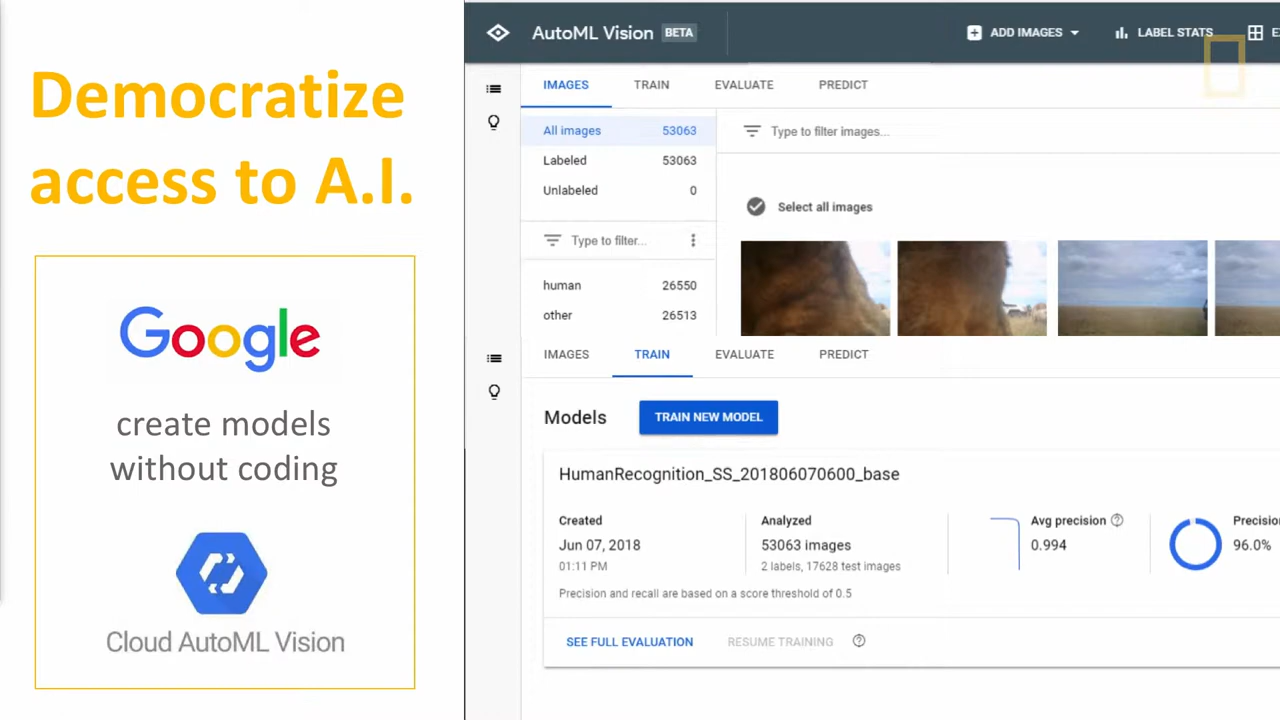 Democratize
access to A.I.
Google
create models
without coding
Cloud AutoML Vision
AutoML Vision BETA
ADD IMAGES
LABEL STATS
IMAGES TRAIN EVALUATE PREDICT
All images 53063
Labeled 53063
Unlabeled 0
Type to filter...
human 26550
other 26513
Type to filter images...
Select all images
IMAGES TRAIN EVALUATE PREDICT
Models TRAIN NEW MODEL
HumanRecognition_SS_201806070600_base
Created
Jun 07, 2018
01:11 PM
Analyzed
53063 images
2 labels, 17628 test images
Avg precision ?
0.994
Precisio
96.0%
Precision and recall are based on a score threshold of 0.5
SEE FULL EVALUATION RESUME TRAINING ?